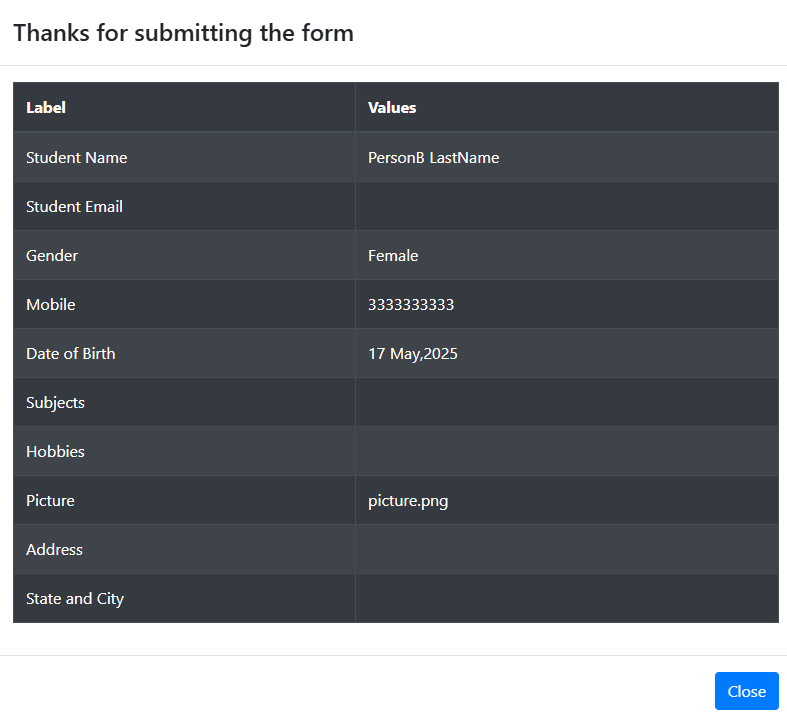 Thanks for submitting the form
Label Values
Student Name PersonB LastName
Student Email
Gender Female
Mobile 3333333333
Date of Birth 17 May,2025
Subjects
Hobbies
Picture picture.png
Address
State and City
Close